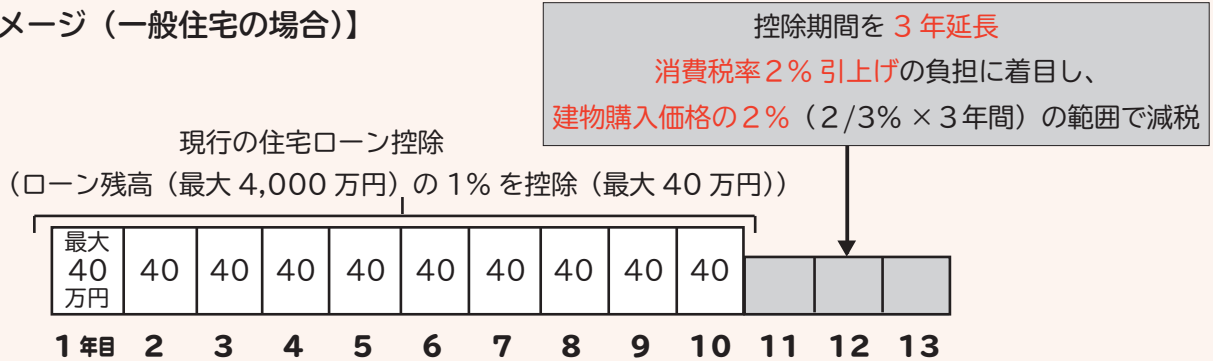 メージ（一般住宅の場合）】
控除期間を 3 年延長
消費税率２% 引上げの負担に着目し、
建物購入価格の２%（２/3% ×３年間）の範囲で減税
現行の住宅ローン控除
（ローン残高（最大 4,000 万円）の 1% を控除（最大 40 万円））
最大
40
万円
40 40 40 40 40 40 40 40 40
1 年目 2 3 4 5 6 7 8 9 10 11 12 13